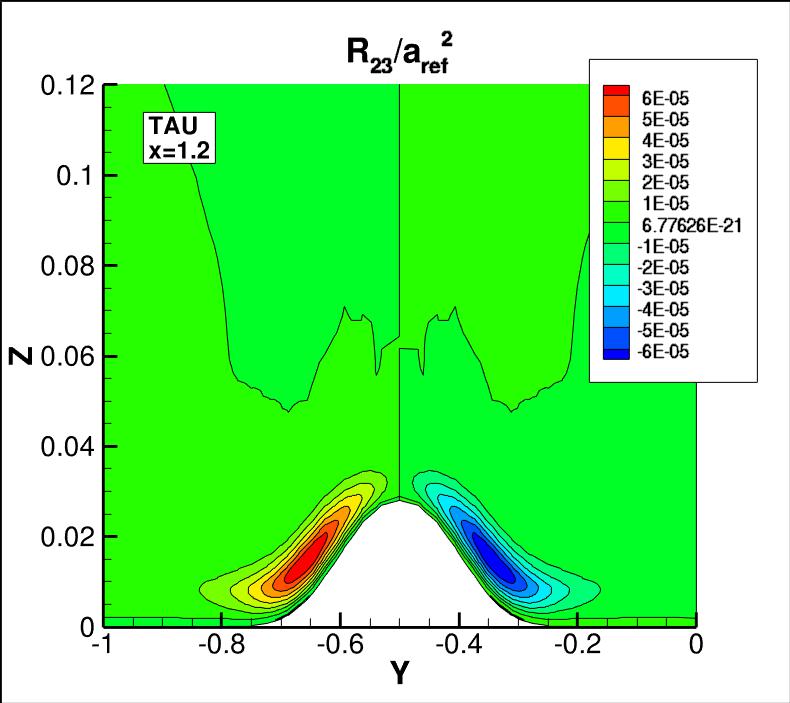 R23/aref2
TAU
x=1.2
6E-05
5E-05
4E-05
3E-05
2E-05
1E-05
6.77626E-21
-1E-05
-2E-05
-3E-05
-4E-05
-5E-05
-6E-05
0.12
0.1
0.08
0.06
0.04
0.02
0
Z
-1
-0.8
-0.6
-0.4
-0.2
0
Y